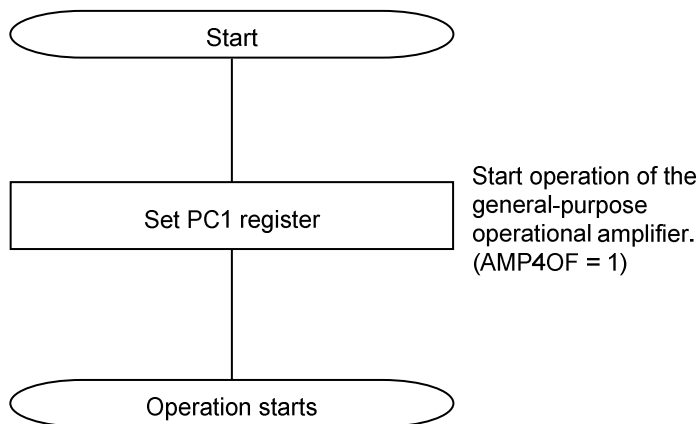 Start
Set PC1 register
Start operation of the
general-purpose
operational amplifier.
(AMP4OF = 1)
Operation starts